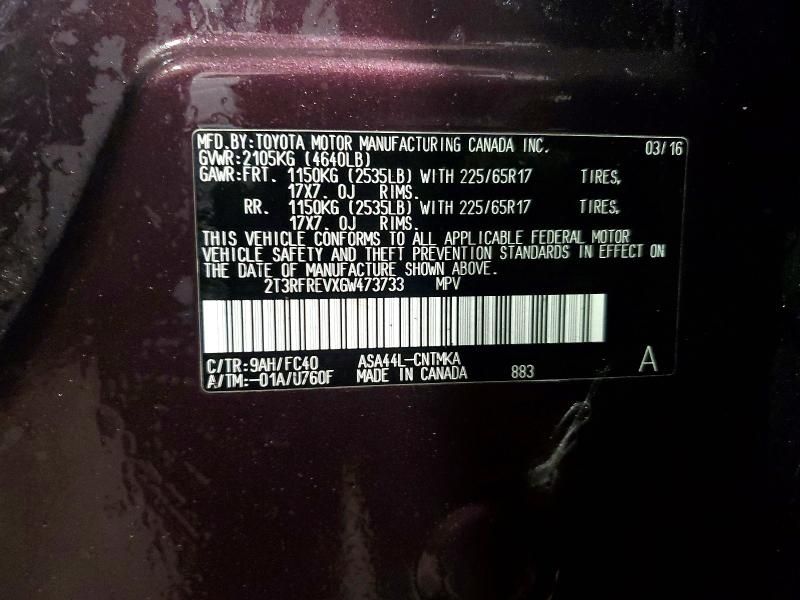 MFD. BY: TOYOTA MOTOR MANUFACTURING CANADA INC. 03/16
GVWR: 2105KG (4640LB)
GAWR: FRT. 1150KG (2535LB) WITH 225/65R17 TIRES,
17X7. 0J RIMS.
RR. 1150KG (2535LB) WITH 225/65R17 TIRES,
17X7. 0J RIMS.
THIS VEHICLE CONFORMS TO ALL APPLICABLE FEDERAL MOTOR
VEHICLE SAFETY AND THEFT PREVENTION STANDARDS IN EFFECT ON
THE DATE OF MANUFACTURE SHOWN ABOVE.
2T3RFREVXGW473733 MPV
C/TR: 9AH/FC40 ASA44L-CNTMKA
A/TM: -01A/U760F MADE IN CANADA 883 A